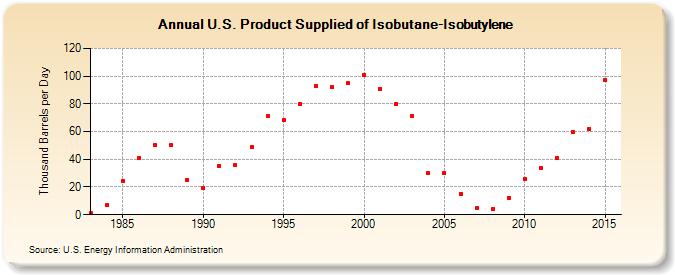 Annual U.S. Product Supplied of Isobutane-Isobutylene
Thousand Barrels per Day
120
100
80
60
40
20
0
1985 1990 1995 2000 2005 2010 2015
Source: U.S. Energy Information Administration